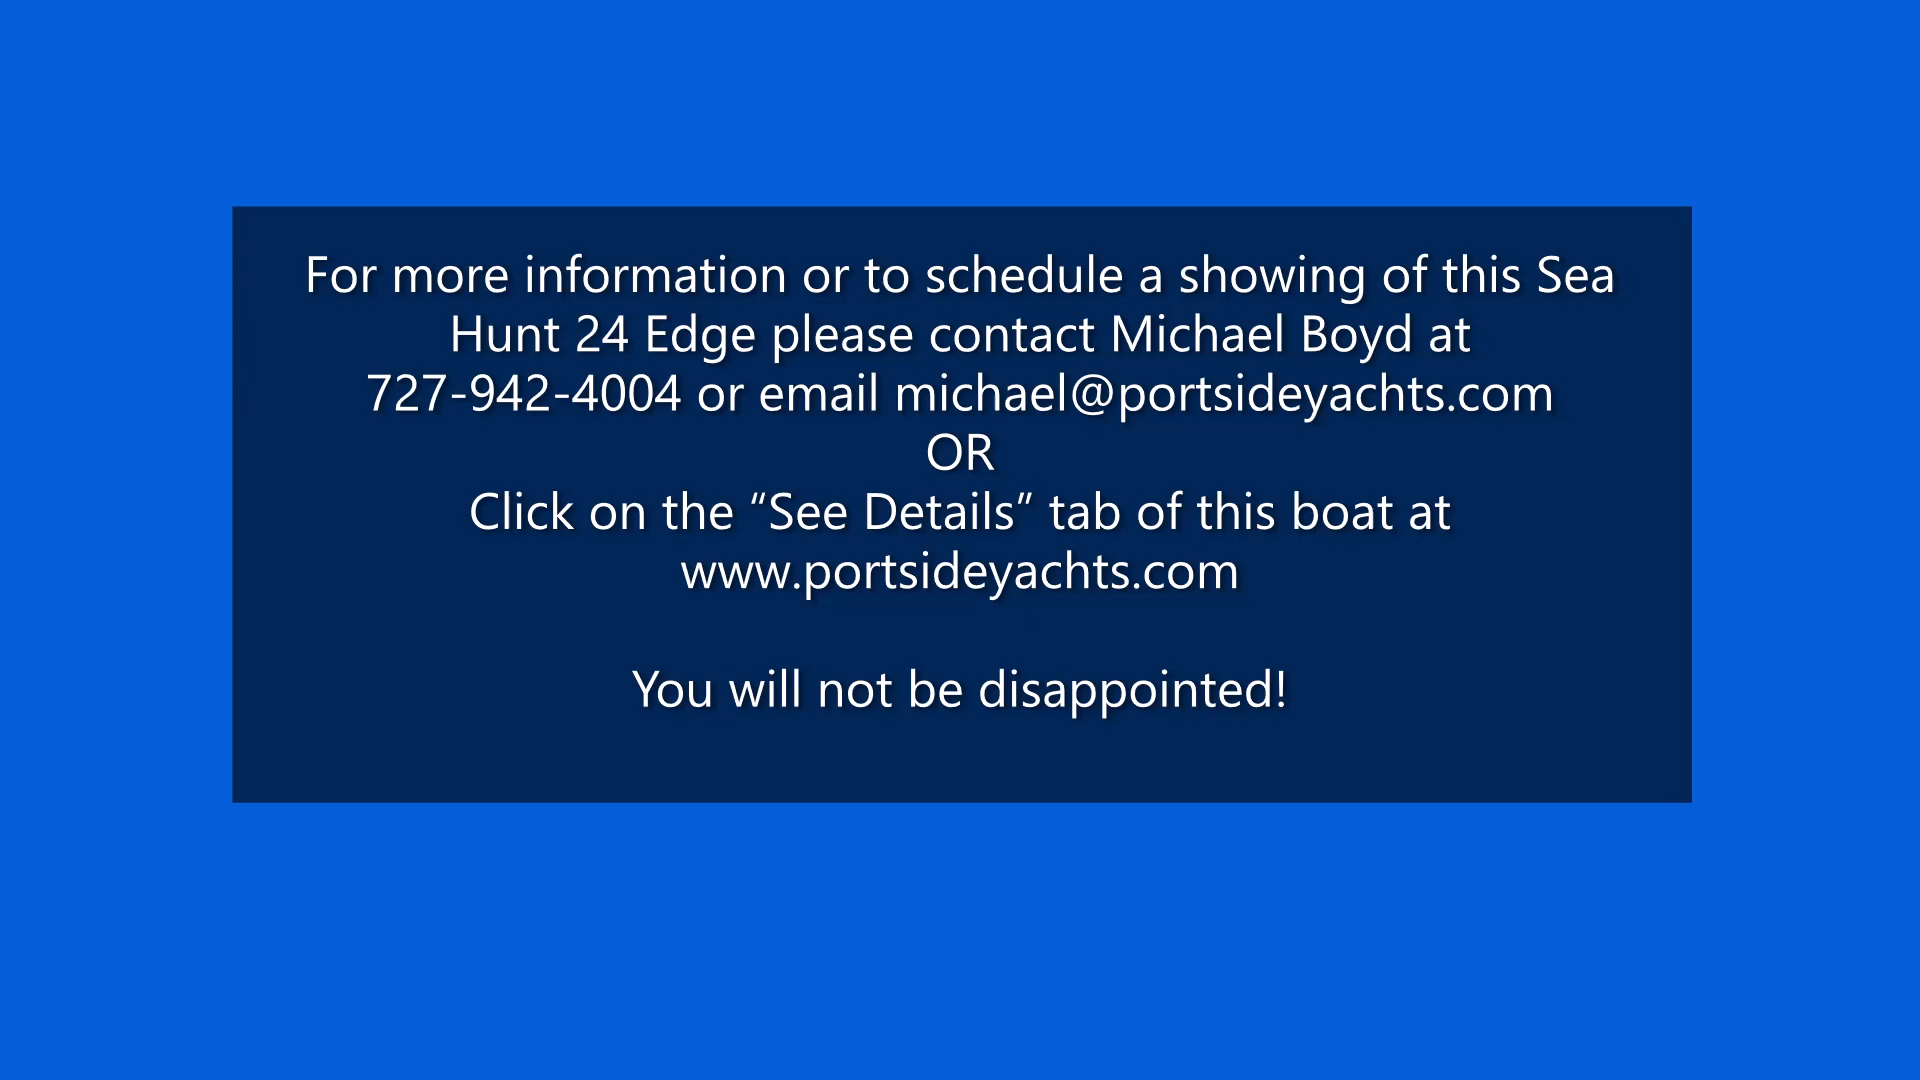 For more information or to schedule a showing of this Sea
Hunt 24 Edge please contact Michael Boyd at
727-942-4004 or email michael@portsideyachts.com
OR
Click on the “See Details” tab of this boat at
www.portsideyachts.com
You will not be disappointed!